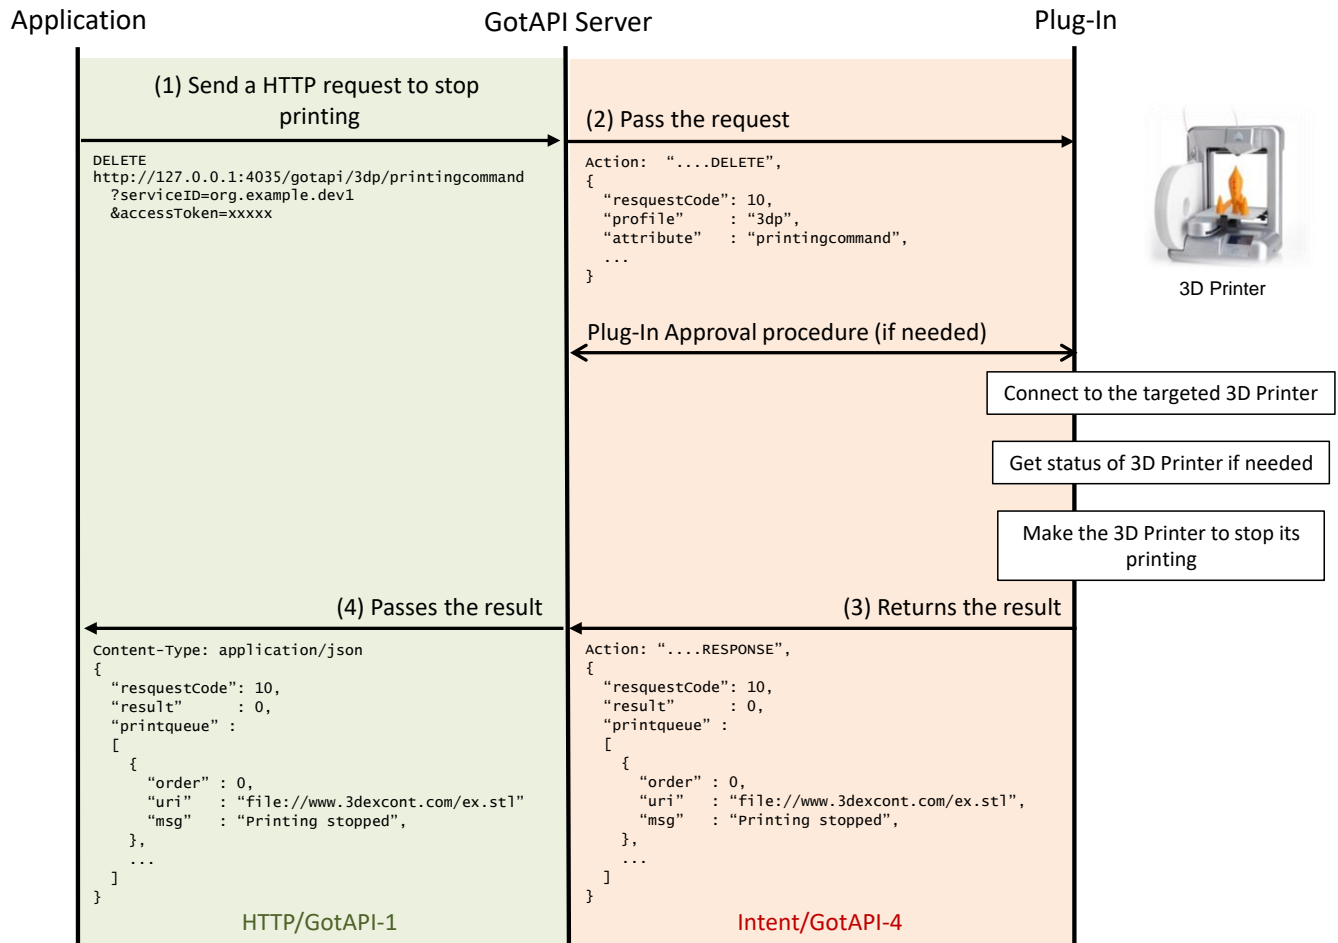 Application
GotAPI Server
Plug-In
(1) Send a HTTP request to stop
printing
DELETE
http://127.0.0.1:4035/gotapi/3dp/printingcommand
?serviceID=org.example.dev1
&accessToken=xxxxx
(2) Pass the request
Action: “....DELETE”,
{
“resquestCode”: 10,
“profile” : “3dp”,
“attribute” : “printingcommand”,
...
}
3D Printer
Plug-In Approval procedure (if needed)
Connect to the targeted 3D Printer
Get status of 3D Printer if needed
Make the 3D Printer to stop its
printing
(4) Passes the result
Content-Type: application/json
{
“resquestCode”: 10,
“result” : 0,
“printqueue” :
[
{
“order” : 0,
“uri” : “file://www.3dexcont.com/ex.stl”
“msg” : “Printing stopped”,
},
...
]
}
HTTP/GotAPI-1
(3) Returns the result
Action: “....RESPONSE”,
{
“resquestCode”: 10,
“result” : 0,
“printqueue” :
[
{
“order” : 0,
“uri” : “file://www.3dexcont.com/ex.stl”,
“msg” : “Printing stopped”,
},
...
]
}
Intent/GotAPI-4